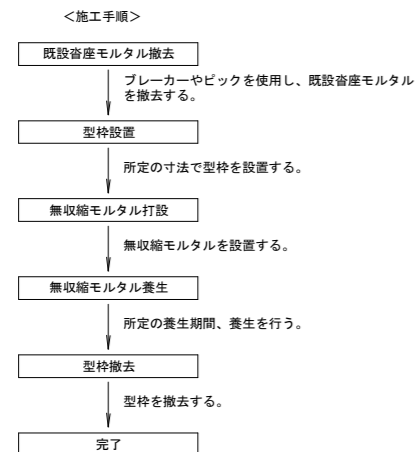 ＜施工手順＞
既設沓座モルタル撤去
ブレーカーやピックを使用し、既設沓座モルタル
を撤去する。
型枠設置
所定の寸法で型枠を設置する。
無収縮モルタル打設
無収縮モルタルを設置する。
無収縮モルタル養生
所定の養生期間、養生を行う。
型枠撤去
型枠を撤去する。
完了